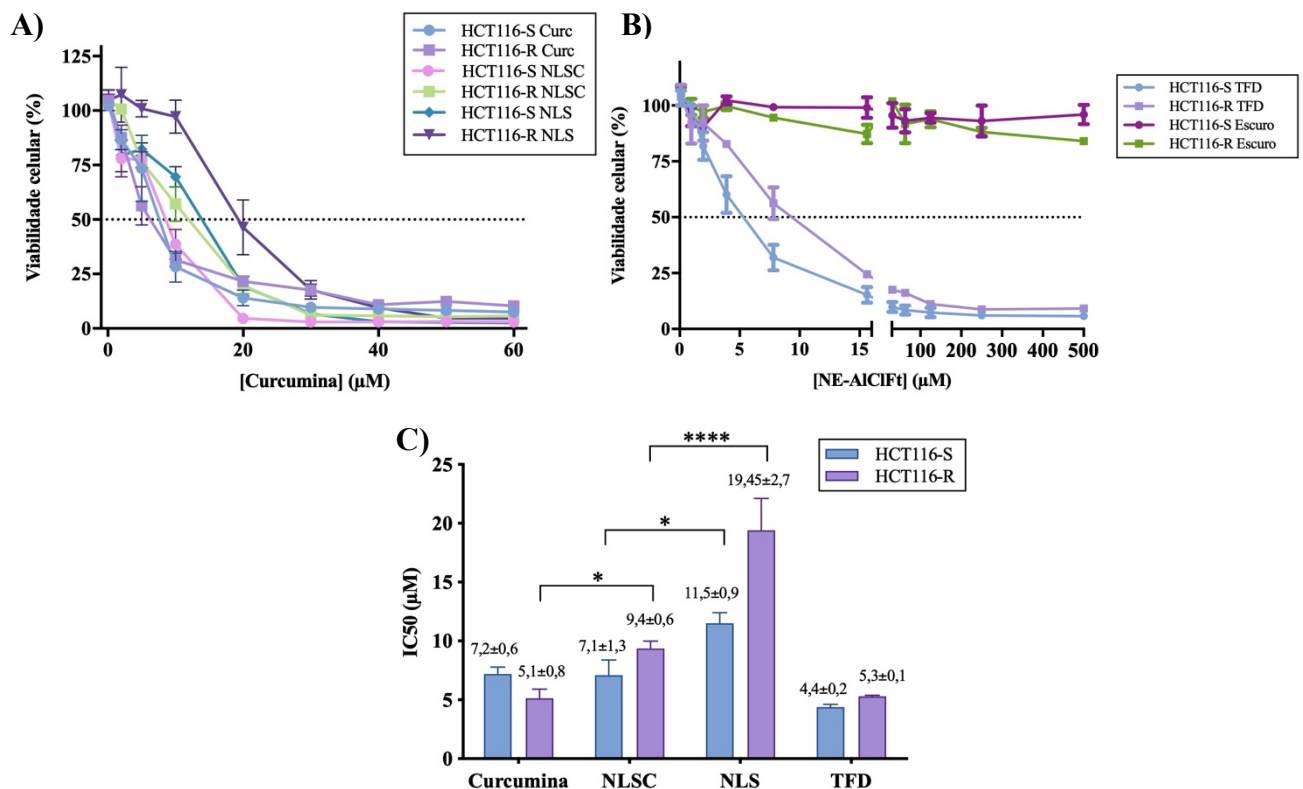 A)
HCT116-S Curc
HCT116-R Curc
HCT116-S NLSC
HCT116-R NLSC
HCT116-S NLS
HCT116-R NLS
Viabilidade celular (%)
125
100
75
50
25
0
0 20 40 60
[Curcumina] (µM)
B)
HCT116-S TFD
HCT116-R TFD
HCT116-S Escuro
HCT116-R Escuro
Viabilidade celular (%)
100
75
50
25
0
0 5 10 15 100 200 300 400 500
[NE-AlClFt] (µM)
C)
HCT116-S
HCT116-R
IC50 (µM)
25
20
15
10
5
0
****
*
*
7,2±0,6
5,1±0,8
7,1±1,3
9,4±0,6
11,5±0,9
19,45±2,7
4,4±0,2
5,3±0,1
Curcumina NLSC NLS TFD